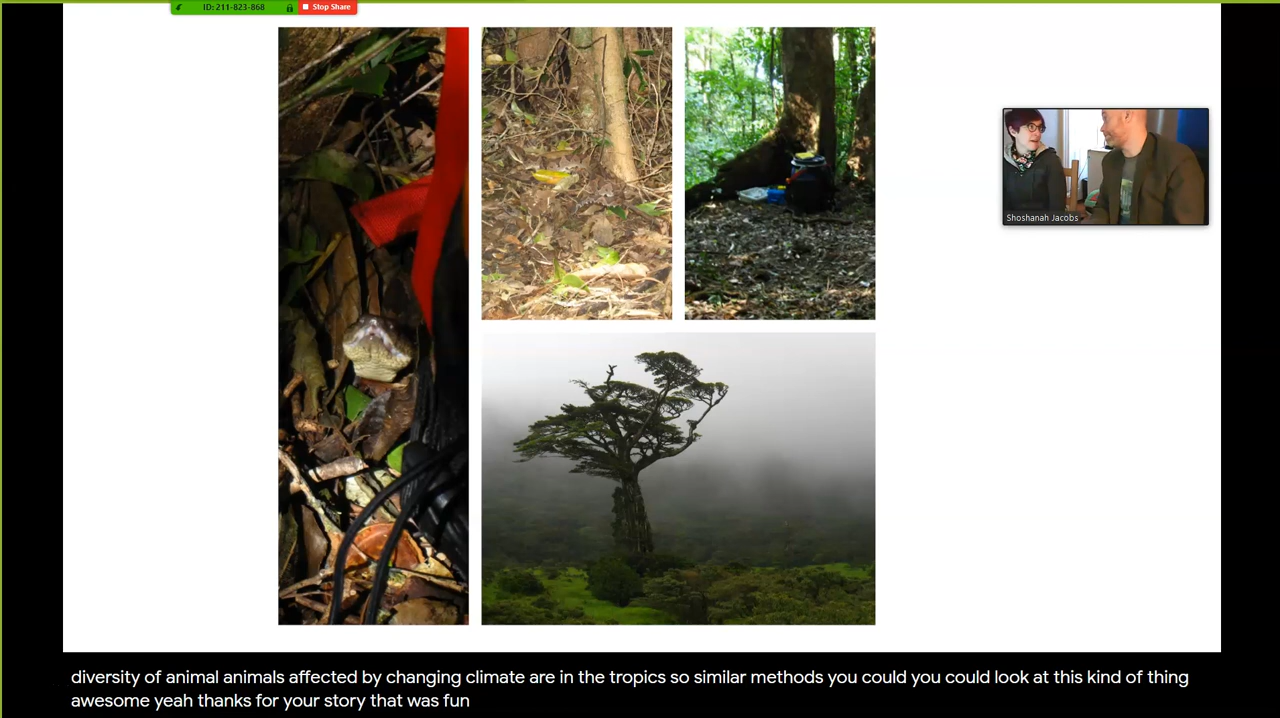 ID: 211-823-868
Stop Share
Shoshanah Jacobs
diversity of animal animals affected by changing climate are in the tropics so similar methods you could you could look at this kind of thing
awesome yeah thanks for your story that was fun